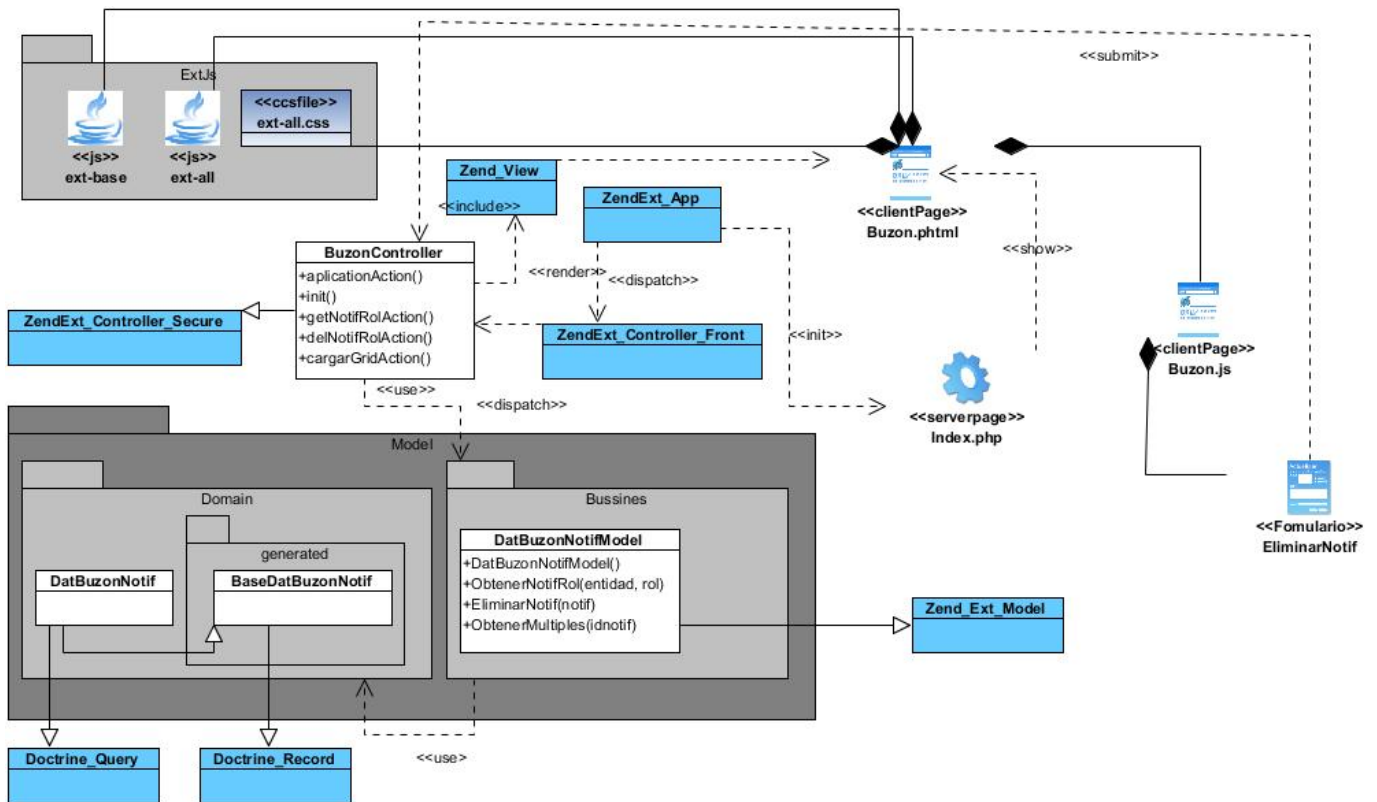 <<submit>>
ExtJs
<<ccsfile>>
ext-all.css
<<js>>
ext-base
<<js>>
ext-all
Zend_View
<<include>>
ZendExt_App
<<clientPage>>
Buzon.phtml
<<show>>
BuzonController
+aplicationAction()
+init()
+getNotifRolAction()
+delNotifRolAction()
+cargarGridAction()
<<render>>
<<dispatch>>
ZendExt_Controller_Secure
ZendExt_Controller_Front
<<init>>
<clientPage>>
Buzon.js
<<use>>
<<dispatch>>
<<serverpage>>
Index.php
Model
Domain
Bussines
generated
DatBuzonNotif
BaseDatBuzonNotif
DatBuzonNotifModel
+DatBuzonNotifModel()
+ObtenerNotifRol(entidad, rol)
+EliminarNotif(notif)
+ObtenerMultiples(idnotif)
<<Fomulario>>
EliminarNotif
Zend_Ext_Model
Doctrine_Query
Doctrine_Record
<<use>